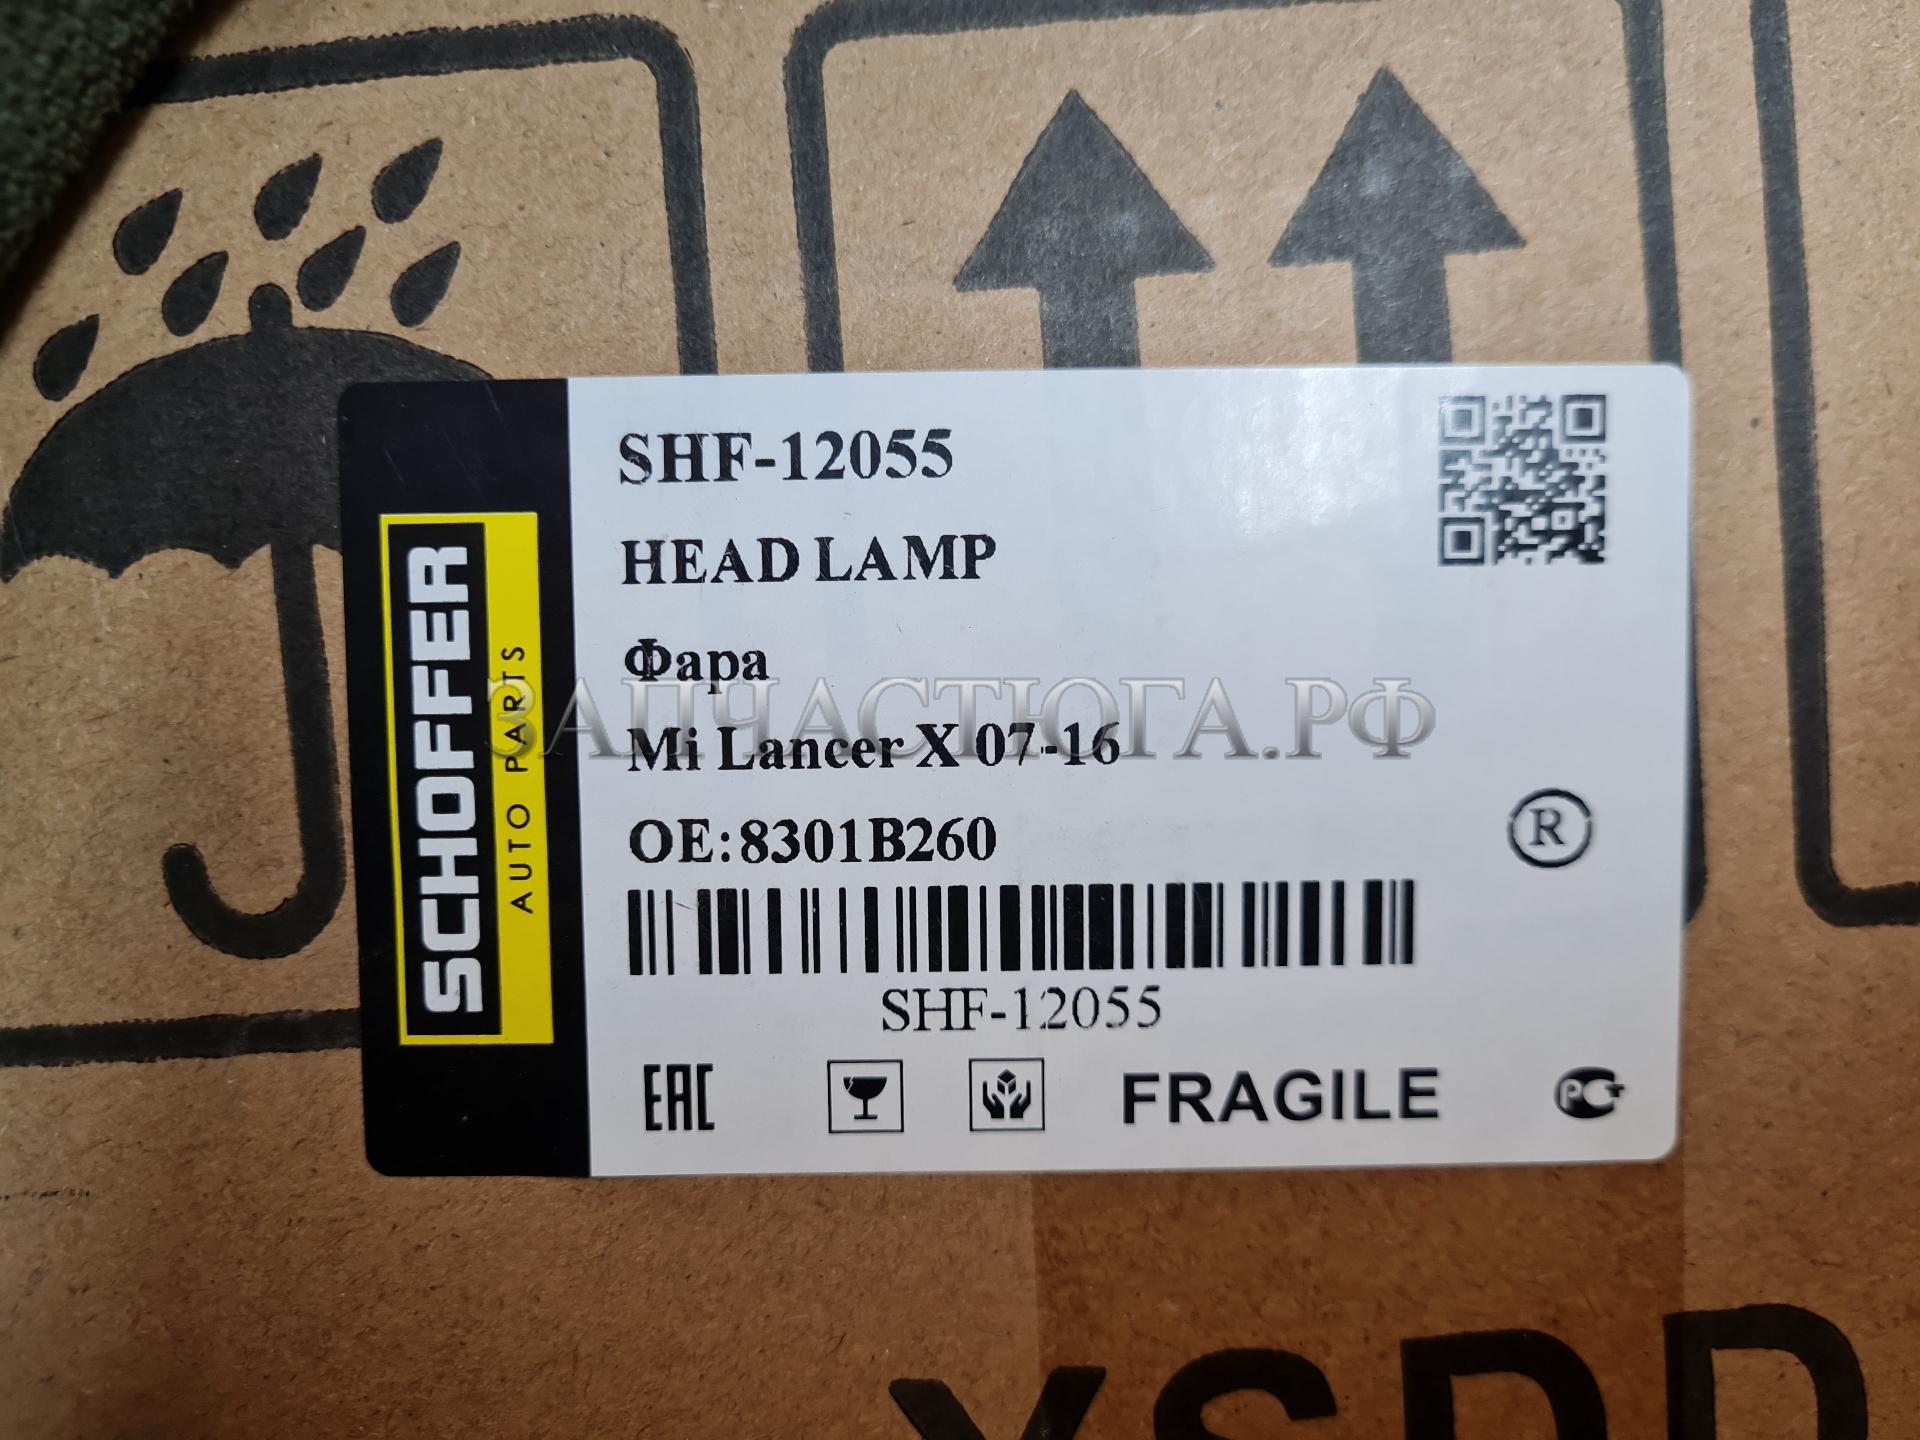 SHF-12055
HEAD LAMP
Фара
ЗАПЧАСТЮГА.РФ
Mi Lancer X 07-16
OE:8301B260
SHF-12055
EAC
FRAGILE
РСТ
®
SCHOFFER
AUTO PARTS